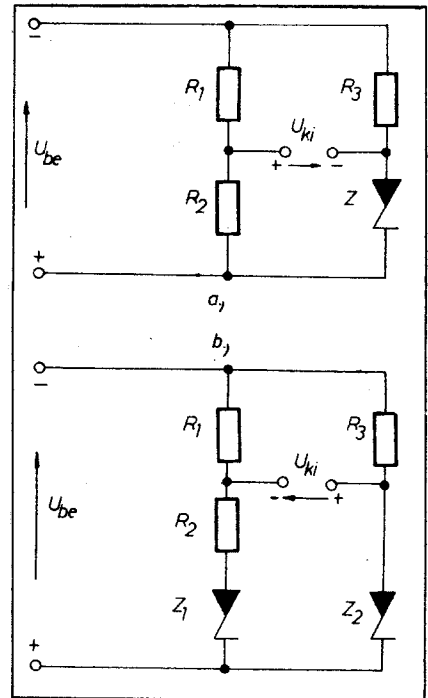 −
R1
R3
Ube
Uki
+ −
R2
Z
+
a,)
b,)
−
R1
R3
Uki
- +
Ube
R2
Z1
Z2
+